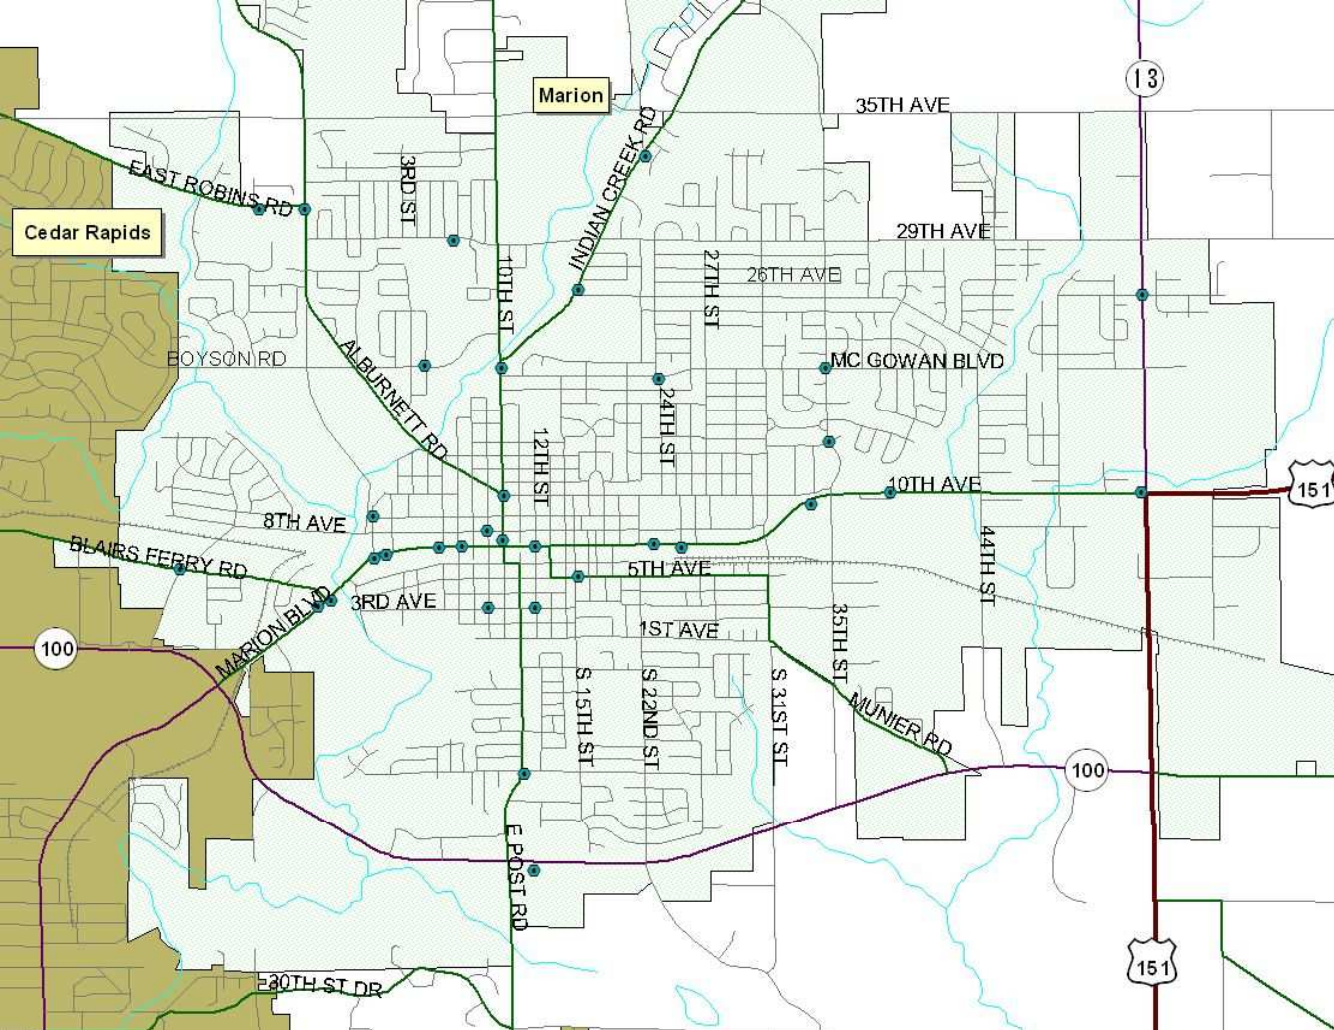 13
Marion
35TH AVE
EAST ROBINS RD
3RD ST
INDIAN CREEK RD
Cedar Rapids
29TH AVE
10TH ST
27TH ST
26TH AVE
BOYSON RD
ALBURNETT RD
MC GOWAN BLVD
24TH ST
12TH ST
10TH AVE
151
8TH AVE
BLAIRS FERRY RD
44TH ST
5TH AVE
MARION BLVD
3RD AVE
1ST AVE
35TH ST
100
S 15TH ST
S 22ND ST
S 31ST ST
MUNIER RD
100
E POST RD
151
30TH ST DR